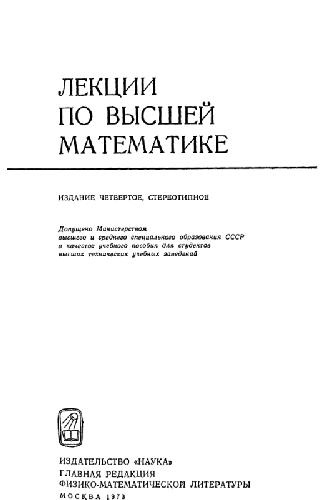 ЛЕКЦИИ
ПО ВЫСШЕЙ
МАТЕМАТИКЕ
ИЗДАНИЕ ЧЕТВЕРТОЕ, СТЕРЕОТИПНОЕ
Допущено Министерством
высшего и среднего специального образования СССР
в качестве учебного пособия для студентов
высших технических учебных заведений
ИЗДАТЕЛЬСТВО «НАУКА»
ГЛАВНАЯ РЕДАКЦИЯ
ФИЗИКО-МАТЕМАТИЧЕСКОЙ ЛИТЕРАТУРЫ
МОСКВА 1973